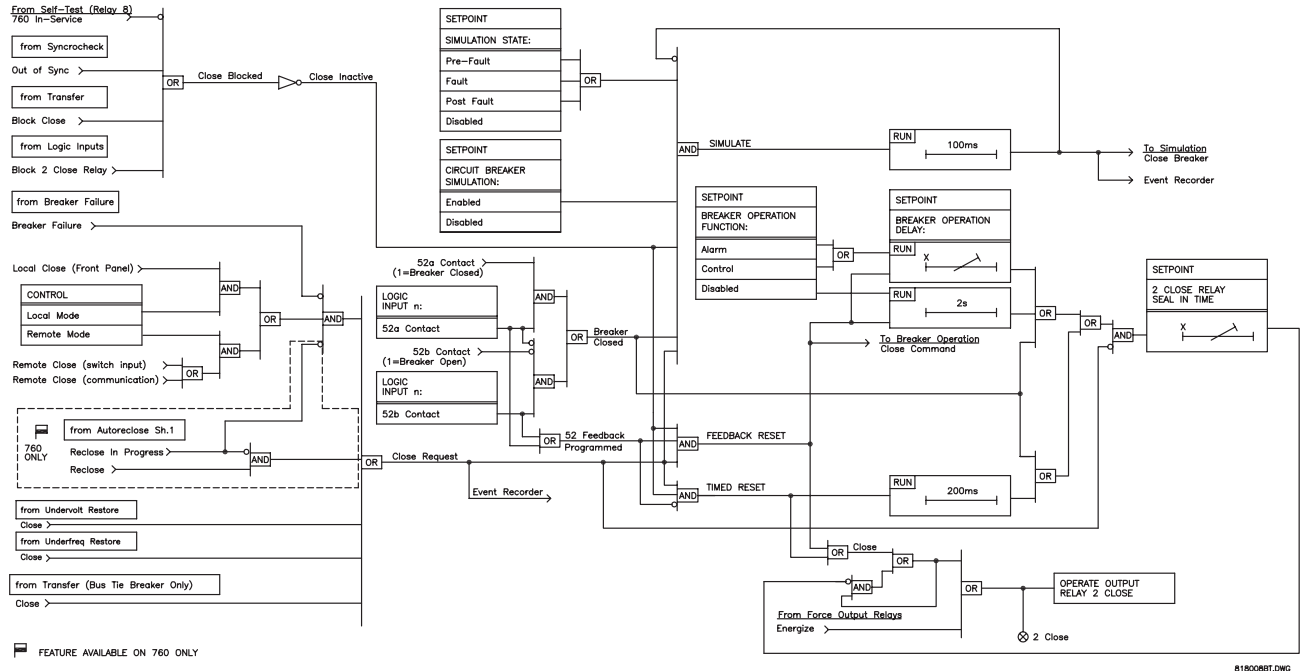 From Self-Test (Relay 8)
760 In-Service
from Syncrocheck
Out of Sync
from Transfer
Block Close
from Logic Inputs
Block 2 Close Relay
from Breaker Failure
Breaker Failure
OR
Close Blocked
Close Inactive
Local Close (Front Panel)
CONTROL
Local Mode
Remote Mode
Remote Close (switch input)
Remote Close (communication)
AND
AND
OR
OR
AND
760
ONLY
from Autoreclose Sh.1
Reclose In Progress
Reclose
AND
OR
Close Request
Event Recorder
from Undervolt Restore
Close
from Underfreq Restore
Close
from Transfer (Bus Tie Breaker Only)
Close
FEATURE AVAILABLE ON 760 ONLY
SETPOINT
SIMULATION STATE:
Pre-Fault
Fault
Post Fault
Disabled
OR
SETPOINT
CIRCUIT BREAKER
SIMULATION:
Enabled
Disabled
52a Contact
(1=Breaker Closed)
LOGIC
INPUT n:
52a Contact
52b Contact
(1=Breaker Open)
LOGIC
INPUT n:
52b Contact
AND
AND
OR
Breaker
Closed
OR
52 Feedback
Programmed
AND
SIMULATE
RUN
100ms
To Simulation
Close Breaker
Event Recorder
SETPOINT
BREAKER OPERATION
FUNCTION:
Alarm
Control
Disabled
OR
SETPOINT
BREAKER OPERATION
DELAY:
RUN
X
RUN
2s
To Breaker Operation
Close Command
AND
FEEDBACK RESET
AND
TIMED RESET
RUN
200ms
OR
OR
OR
AND
SETPOINT
2 CLOSE RELAY
SEAL IN TIME
X
OR
Close
OR
AND
From Force Output Relays
Energize
OR
OPERATE OUTPUT
RELAY 2 CLOSE
2 Close
818008BT.DWG